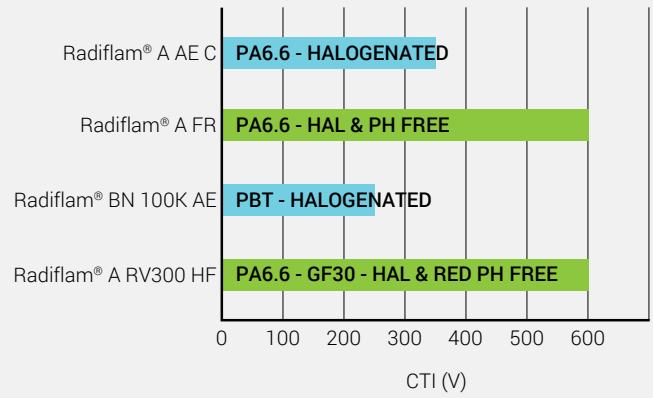 Radiflam® A AE C PA6.6 - HALOGENATED
Radiflam® A FR PA6.6 - HAL & PH FREE
Radiflam® BN 100K AE PBT - HALOGENATED
Radiflam® A RV300 HF PA6.6 - GF30 - HAL & RED PH FREE
0 100 200 300 400 500 600
CTI (V)